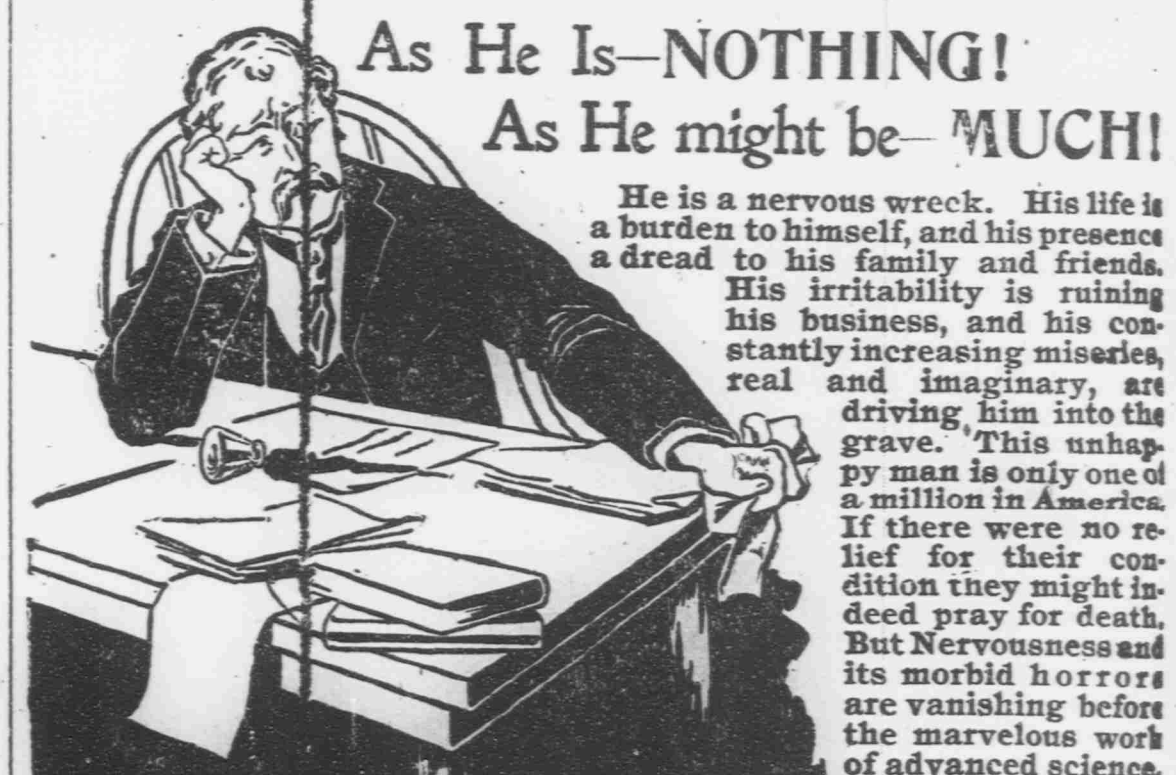 As He Is—NOTHING!
As He might be—MUCH!
He is a nervous wreck. His life is
a burden to himself, and his presence
a dread to his family and friends.
His irritability is ruining
his business, and his con-
stantly increasing miseries,
real and imaginary, are
driving him into the
grave. This unhap-
py man is only one of
a million in America.
If there were no re-
lief for their con-
dition they might in-
deed pray for death.
But Nervousness and
its morbid horrors
are vanishing before
the marvelous work
of advanced science.